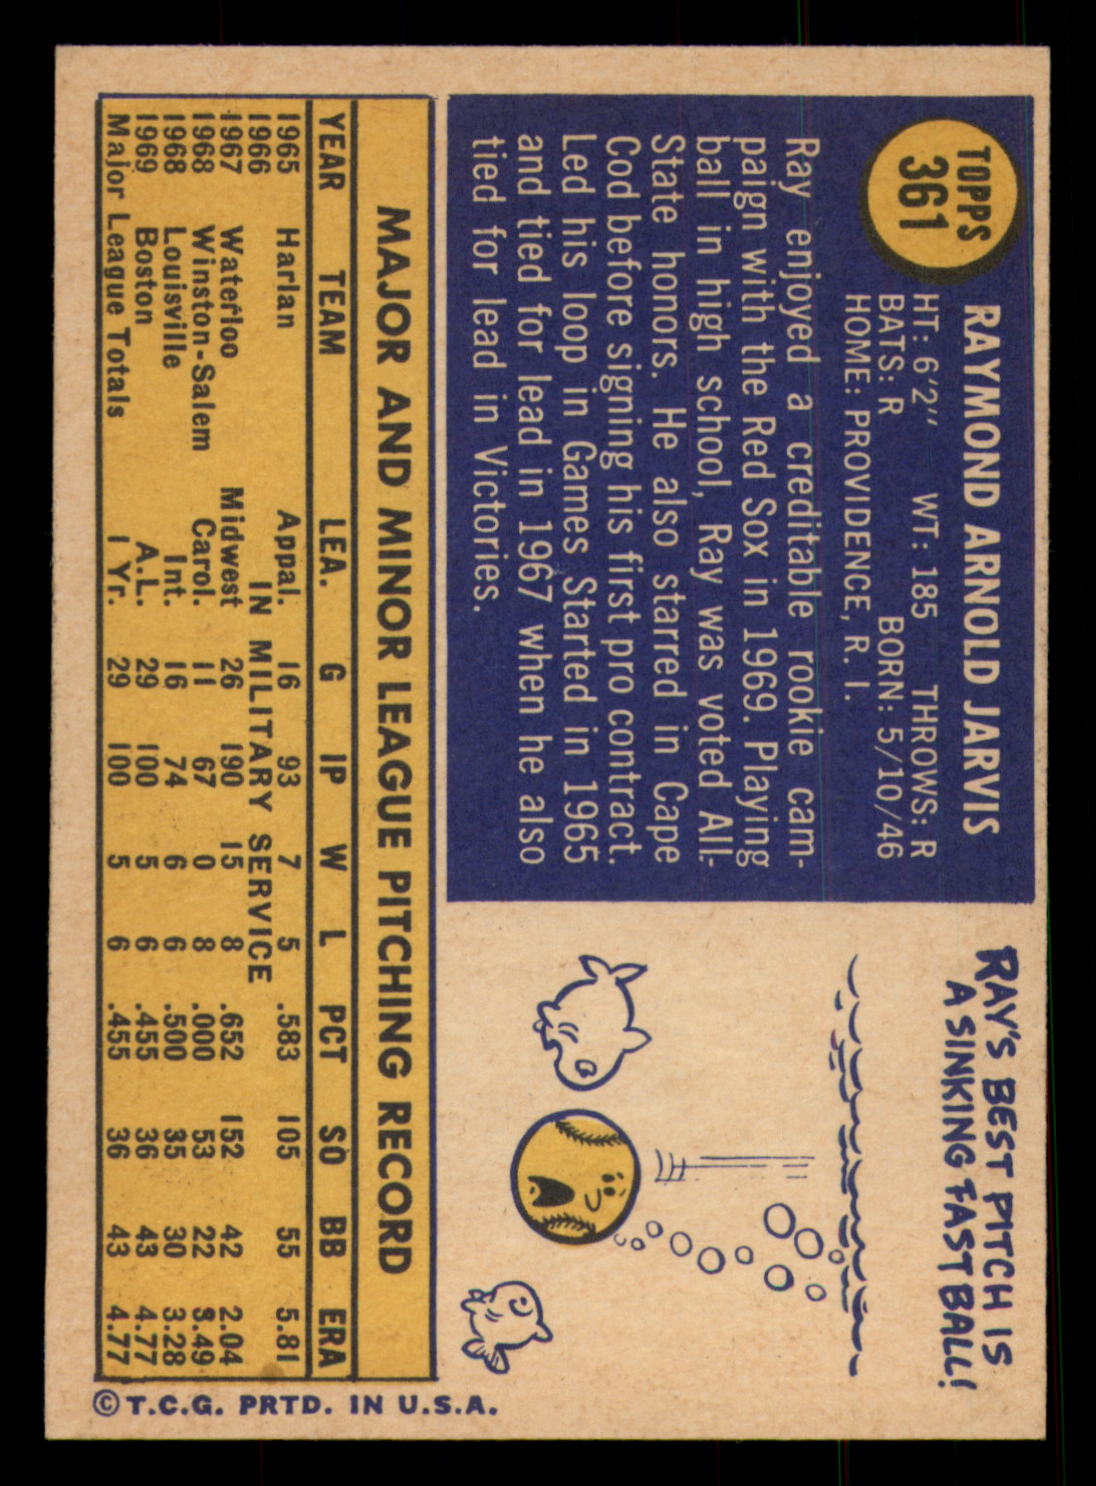 TOPPS
361
RAYMOND ARNOLD JARVIS
HT: 6'2" WT: 185 THROWS: R
BATS: R BORN: 5/10/46
HOME: PROVIDENCE, R. I.
Ray enjoyed a creditable rookie cam-
paign with the Red Sox in 1969. Playing
ball in high school, Ray was voted All-
State honors. He also starred in Cape
Cod before signing his first pro contract.
Led his loop in Games Started in 1965
and tied for lead in 1967 when he also
tied for lead in Victories.
RAY'S BEST PITCH IS
A SINKING FASTBALL!
MAJOR AND MINOR LEAGUE PITCHING RECORD
YEAR TEAM LEA. G IP W L PCT SO BB ERA
1965 Harlan Appal. 16 93 7 5 .583 105 55 5.81
1966 IN MILITARY SERVICE
1967 Waterloo Midwest 26 190 15 8 .652 152 42 2.04
1968 Winston-Salem Carol. 11 67 0 8 .000 53 22 3.49
1968 Louisville Int. 16 74 6 6 .500 35 30 3.28
1969 Boston A.L. 29 100 5 6 .455 36 43 4.77
Major League Totals 1 Yr. 29 100 5 6 .455 36 43 4.77
© T.C.G. PRTD. IN U.S.A.